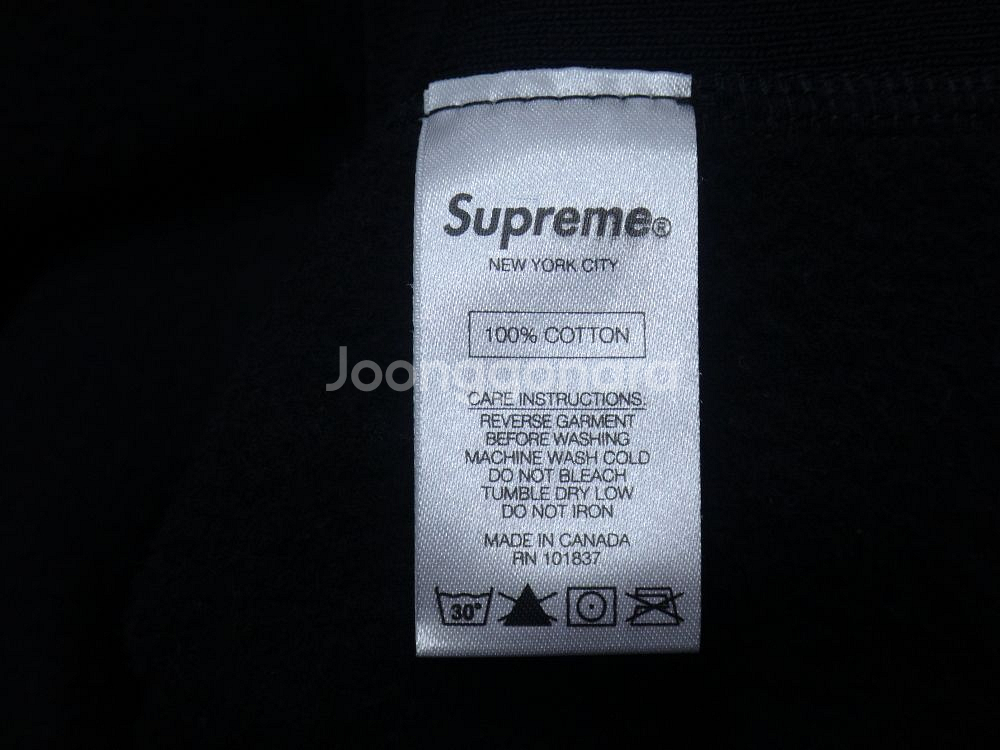 Supreme®
NEW YORK CITY
100% COTTON
Joonggonara
CARE INSTRUCTIONS:
REVERSE GARMENT
BEFORE WASHING
MACHINE WASH COLD
DO NOT BLEACH
TUMBLE DRY LOW
DO NOT IRON
MADE IN CANADA
RN 101837
30°